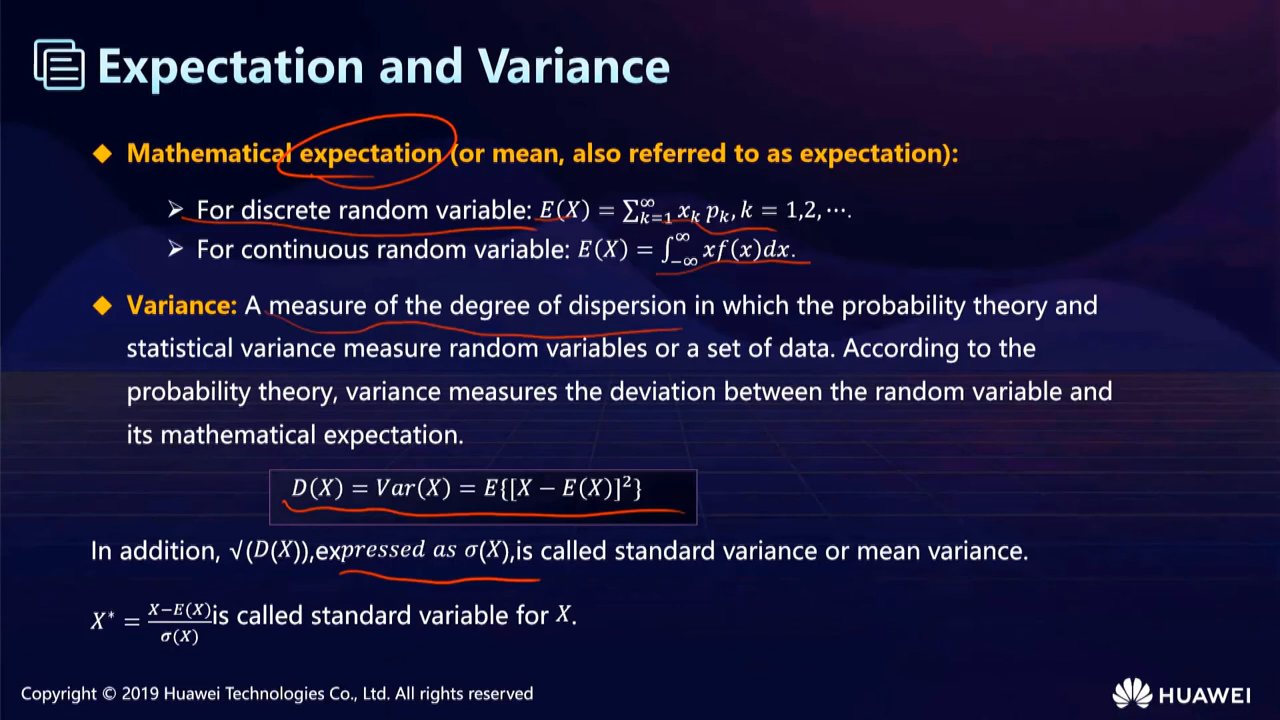 Expectation and Variance
Mathematical expectation (or mean, also referred to as expectation):
For discrete random variable: E(X) = ∑_{k=1}^{∞} x_k p_k, k = 1,2, ⋯.
For continuous random variable: E(X) = ∫_{−∞}^{∞} xf(x)dx.
Variance: A measure of the degree of dispersion in which the probability theory and
statistical variance measure random variables or a set of data. According to the
probability theory, variance measures the deviation between the random variable and
its mathematical expectation.
D(X) = Var(X) = E{[X − E(X)]²}
In addition, √(D(X)),expressed as σ(X),is called standard variance or mean variance.
X* = \frac{X−E(X)}{σ(X)}is called standard variable for X.
Copyright © 2019 Huawei Technologies Co., Ltd. All rights reserved
HUAWEI